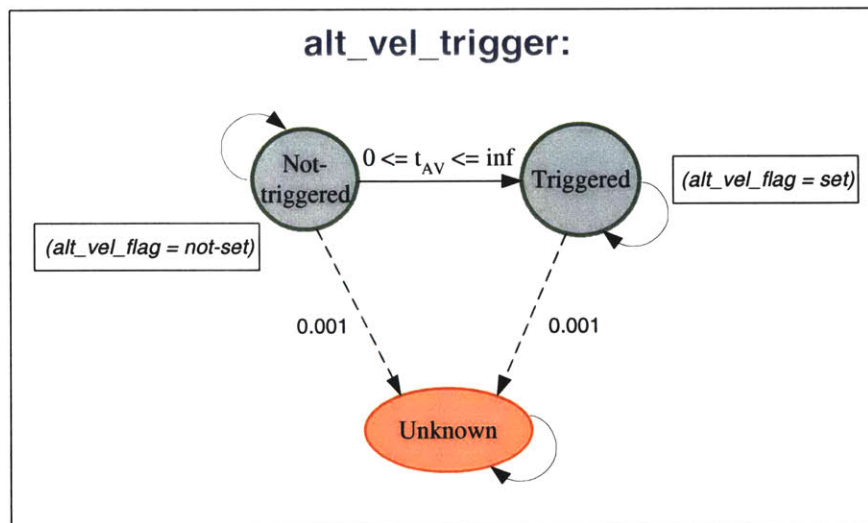 alt_vel_trigger:
Not-
triggered
0 <= t_AV <= inf
Triggered
(alt_vel_flag = set)
(alt_vel_flag = not-set)
0.001
0.001
Unknown